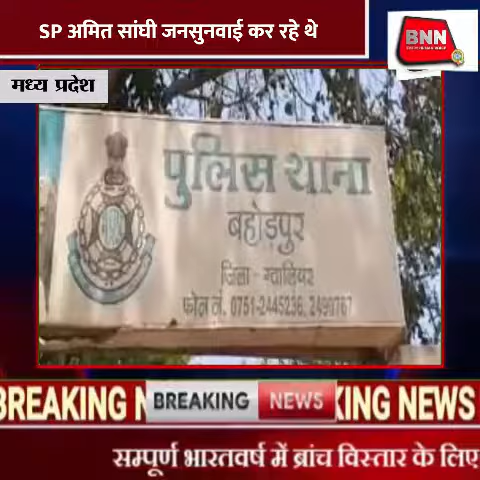 SP अमित सांघी जनसुनवाई कर रहे थे
BNN
मध्य प्रदेश
पुलिस थाना
बहोड़पुर
जिला - ग्वालियर
फोन नं. 0751-2445236, 2490767
BREAKING N
BREAKING NEWS
KING NEWS
सम्पूर्ण भारतवर्ष में ब्रांच विस्तार के लिए